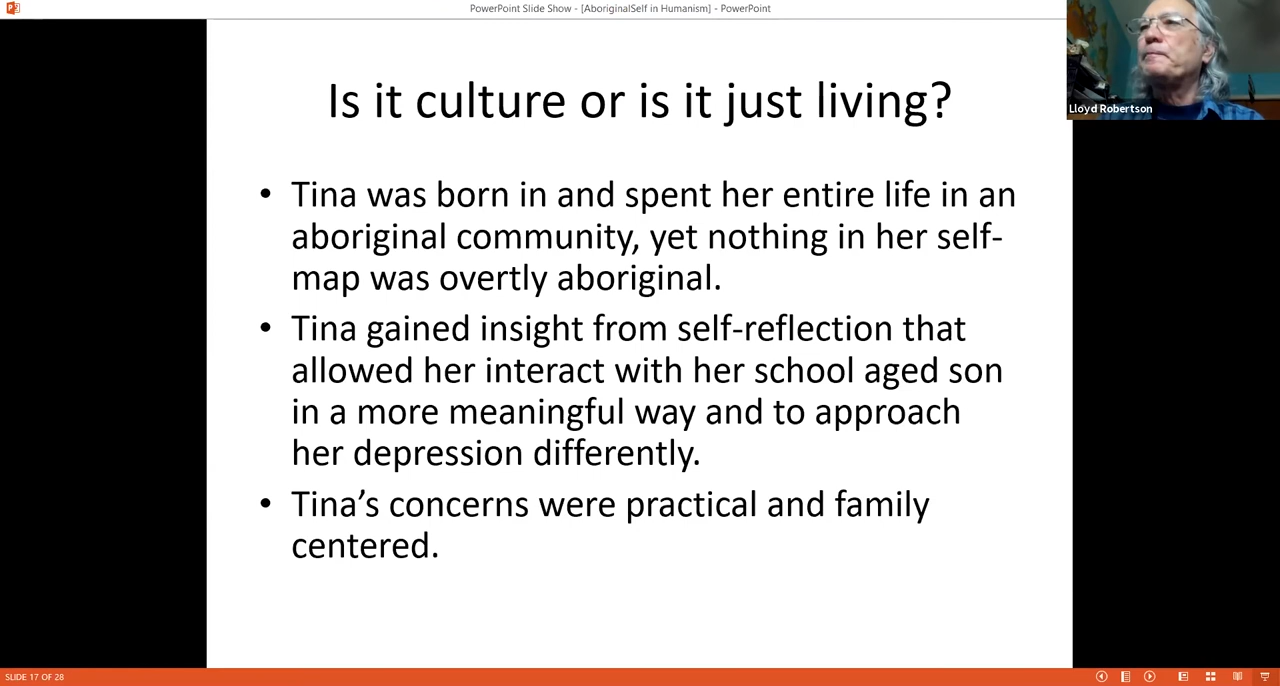 PowerPoint Slide Show - [AboriginalSelf in Humanism] - PowerPoint
Lloyd Robertson
Is it culture or is it just living?
• Tina was born in and spent her entire life in an
aboriginal community, yet nothing in her self-
map was overtly aboriginal.
• Tina gained insight from self-reflection that
allowed her interact with her school aged son
in a more meaningful way and to approach
her depression differently.
• Tina’s concerns were practical and family
centered.
SLIDE 17 OF 28